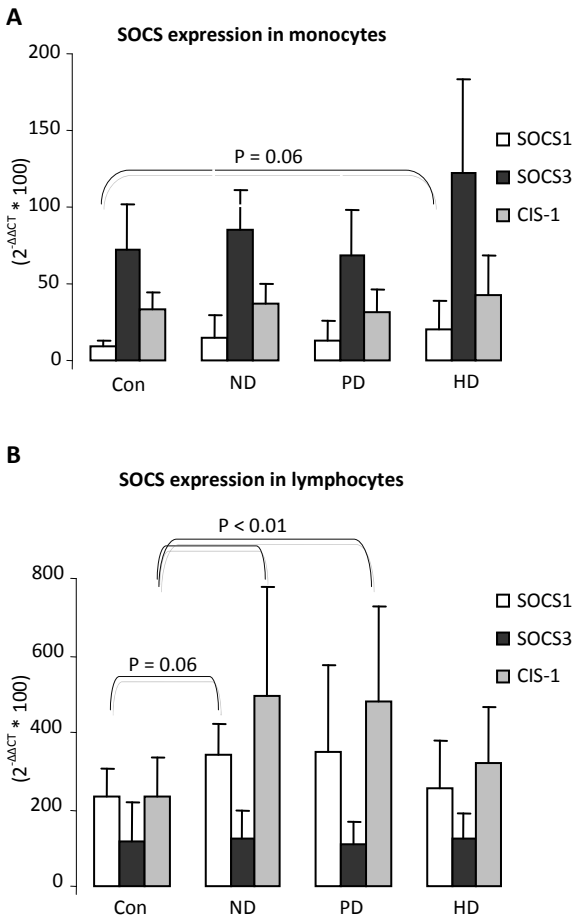 A
SOCS expression in monocytes
200
150
100
50
0
(2^-ΔΔCT * 100)
P = 0.06
SOCS1
SOCS3
CIS-1
Con ND PD HD
B
SOCS expression in lymphocytes
P < 0.01
800
600
400
200
0
(2^-ΔΔCT * 100)
P = 0.06
SOCS1
SOCS3
CIS-1
Con ND PD HD